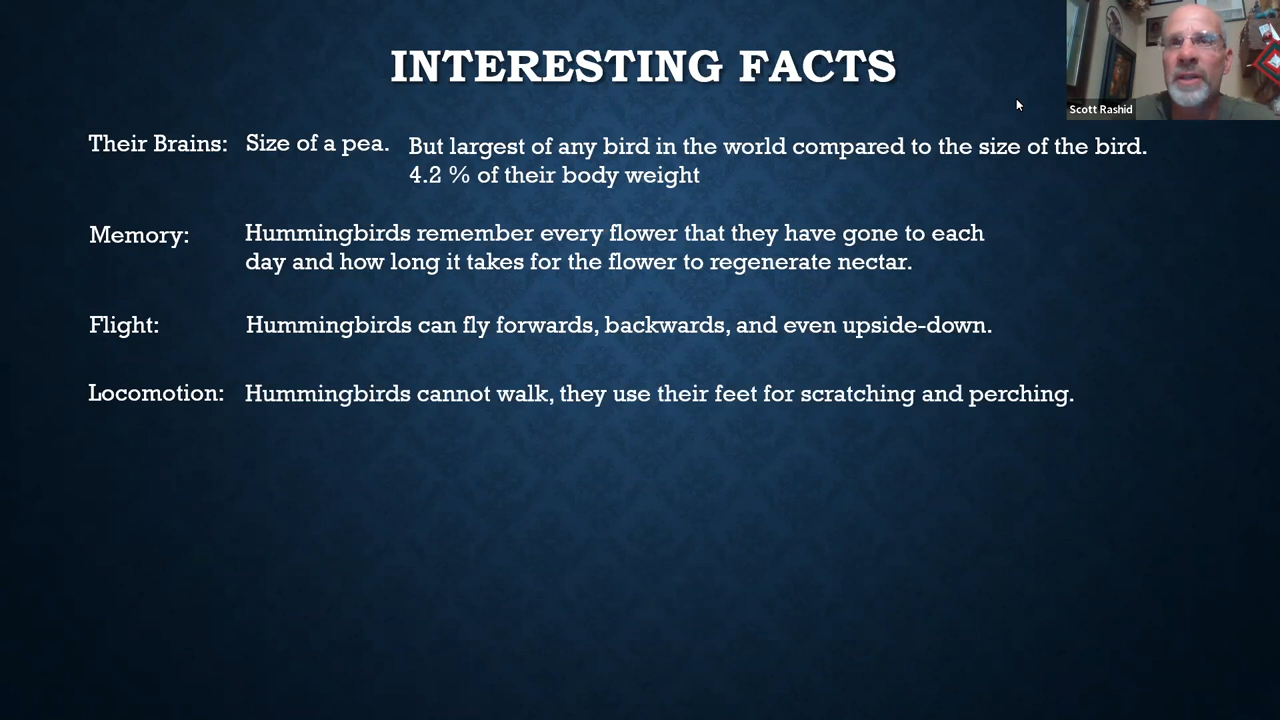 INTERESTING FACTS
Scott Rashid
Their Brains: Size of a pea. But largest of any bird in the world compared to the size of the bird.
4.2 % of their body weight
Memory: Hummingbirds remember every flower that they have gone to each
day and how long it takes for the flower to regenerate nectar.
Flight: Hummingbirds can fly forwards, backwards, and even upside-down.
Locomotion: Hummingbirds cannot walk, they use their feet for scratching and perching.